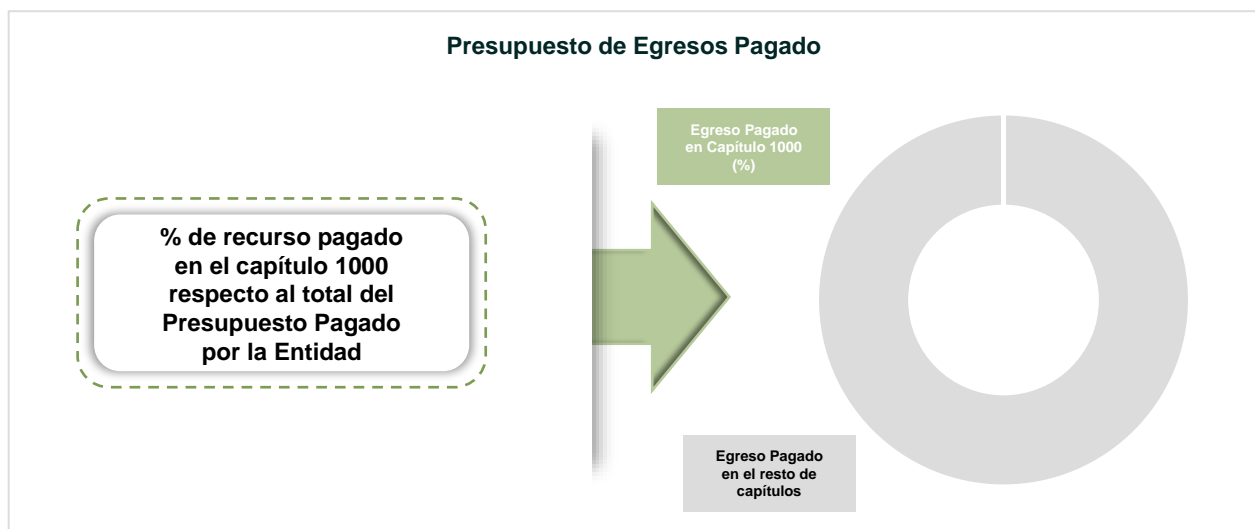 Presupuesto de Egresos Pagado
Egreso Pagado
en Capítulo 1000
(%)
% de recurso pagado
en el capítulo 1000
respecto al total del
Presupuesto Pagado
por la Entidad
Egreso Pagado
en el resto de
capítulos